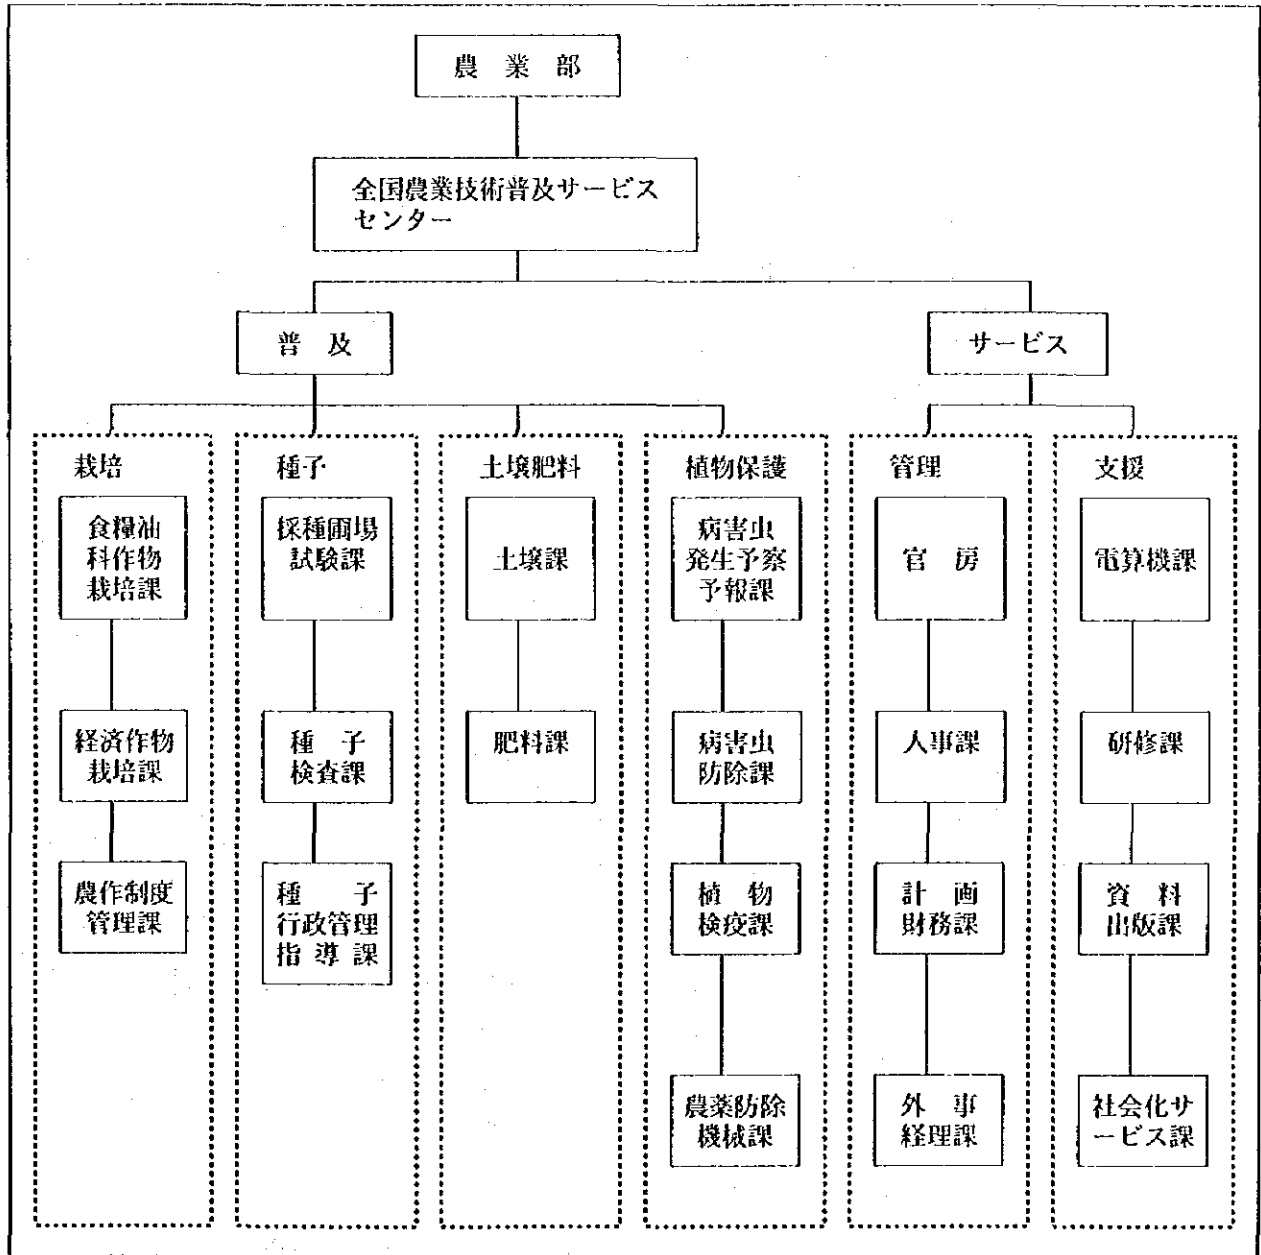 農業部
全国農業技術普及サービス
センター
普及
サービス
栽培
食糧油
科作物
栽培課
経済作物
栽培課
農作制度
管理課
種子
採種圃場
試験課
種子
検査課
種子
行政管理
指導課
土壌肥料
土壌課
肥料課
植物保護
病害虫
発生予察
予報課
病害虫
防除課
植物
検疫課
農薬防除
機械課
管理
官房
人事課
計画
財務課
外事
経理課
支援
電算機課
研修課
資料
出版課
社会化サ
ービス課